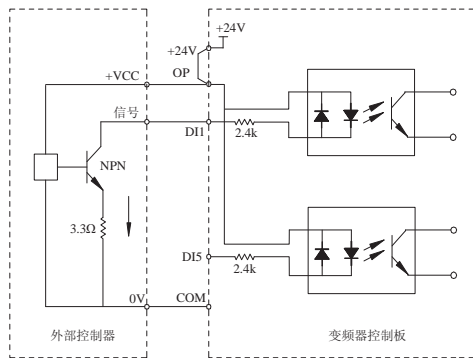 +24V
+24V
+VCC
OP
信号
DI1
2.4k
NPN
3.3Ω
DI5
2.4k
0V
COM
外部控制器
变频器控制板